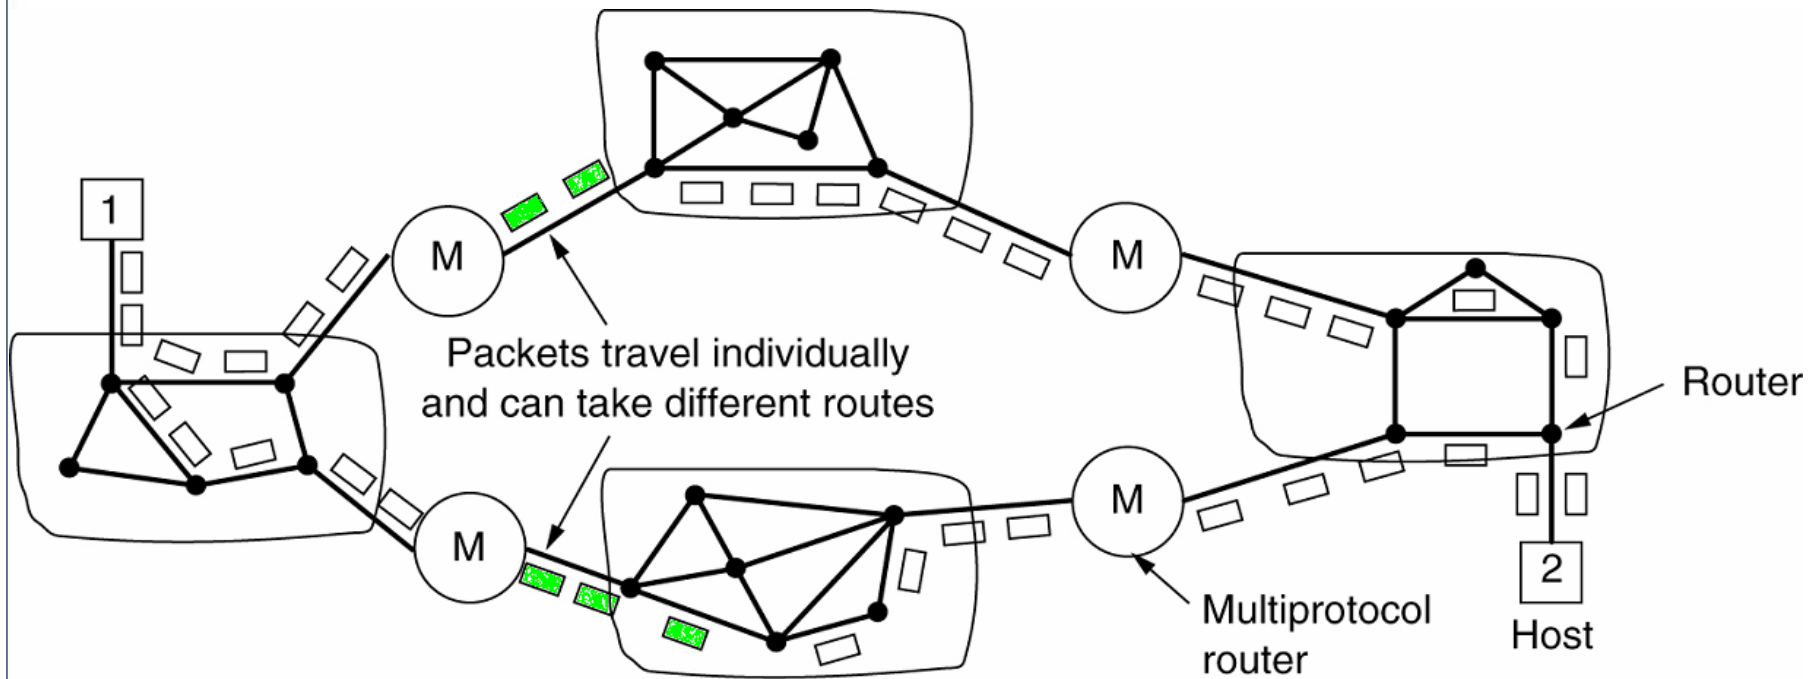 1
M
M
Packets travel individually
and can take different routes
Router
M
M
2
Multiprotocol
router
Host